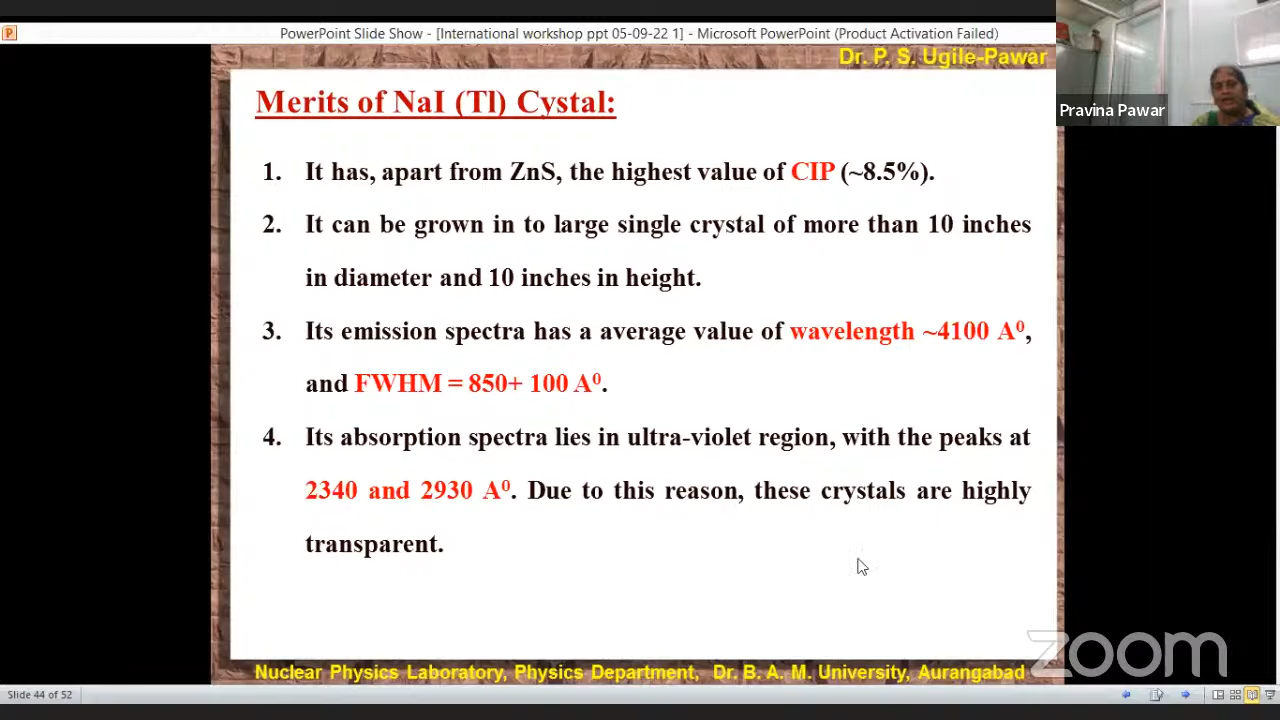 PowerPoint Slide Show - [International workshop ppt 05-09-22 1] - Microsoft PowerPoint (Product Activation Failed)
Dr. P. S. Ugile-Pawar
Pravina Pawar
Merits of NaI (Tl) Cystal:
1. It has, apart from ZnS, the highest value of CIP (~8.5%).
2. It can be grown in to large single crystal of more than 10 inches
in diameter and 10 inches in height.
3. Its emission spectra has a average value of wavelength ~4100 A⁰,
and FWHM = 850+ 100 A⁰.
4. Its absorption spectra lies in ultra-violet region, with the peaks at
2340 and 2930 A⁰. Due to this reason, these crystals are highly
transparent.
zoom
Nuclear Physics Laboratory, Physics Department, Dr. B. A. M. University, Aurangabad
Slide 44 of 52